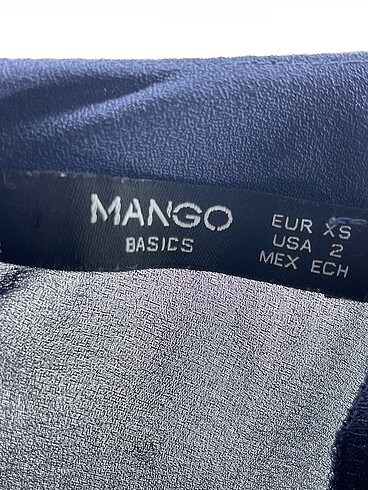 MANGO
BASICS
EUR XS
USA 2
MEX ECH